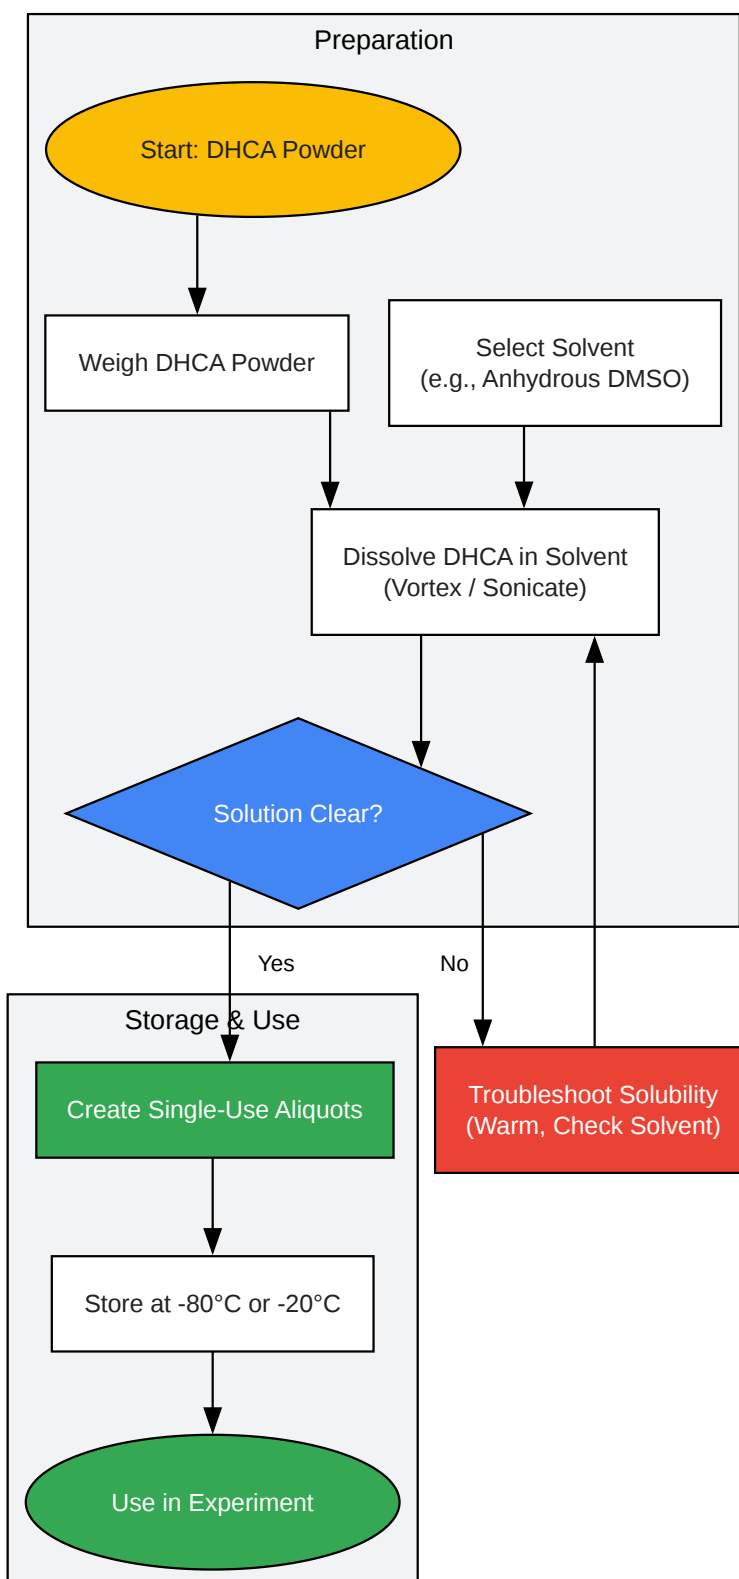 Preparation
Start: DHCA Powder
Weigh DHCA Powder
Select Solvent
(e.g., Anhydrous DMSO)
Dissolve DHCA in Solvent
(Vortex / Sonicate)
Solution Clear?
Yes
No
Storage & Use
Create Single-Use Aliquots
Troubleshoot Solubility
(Warm, Check Solvent)
Store at -80°C or -20°C
Use in Experiment